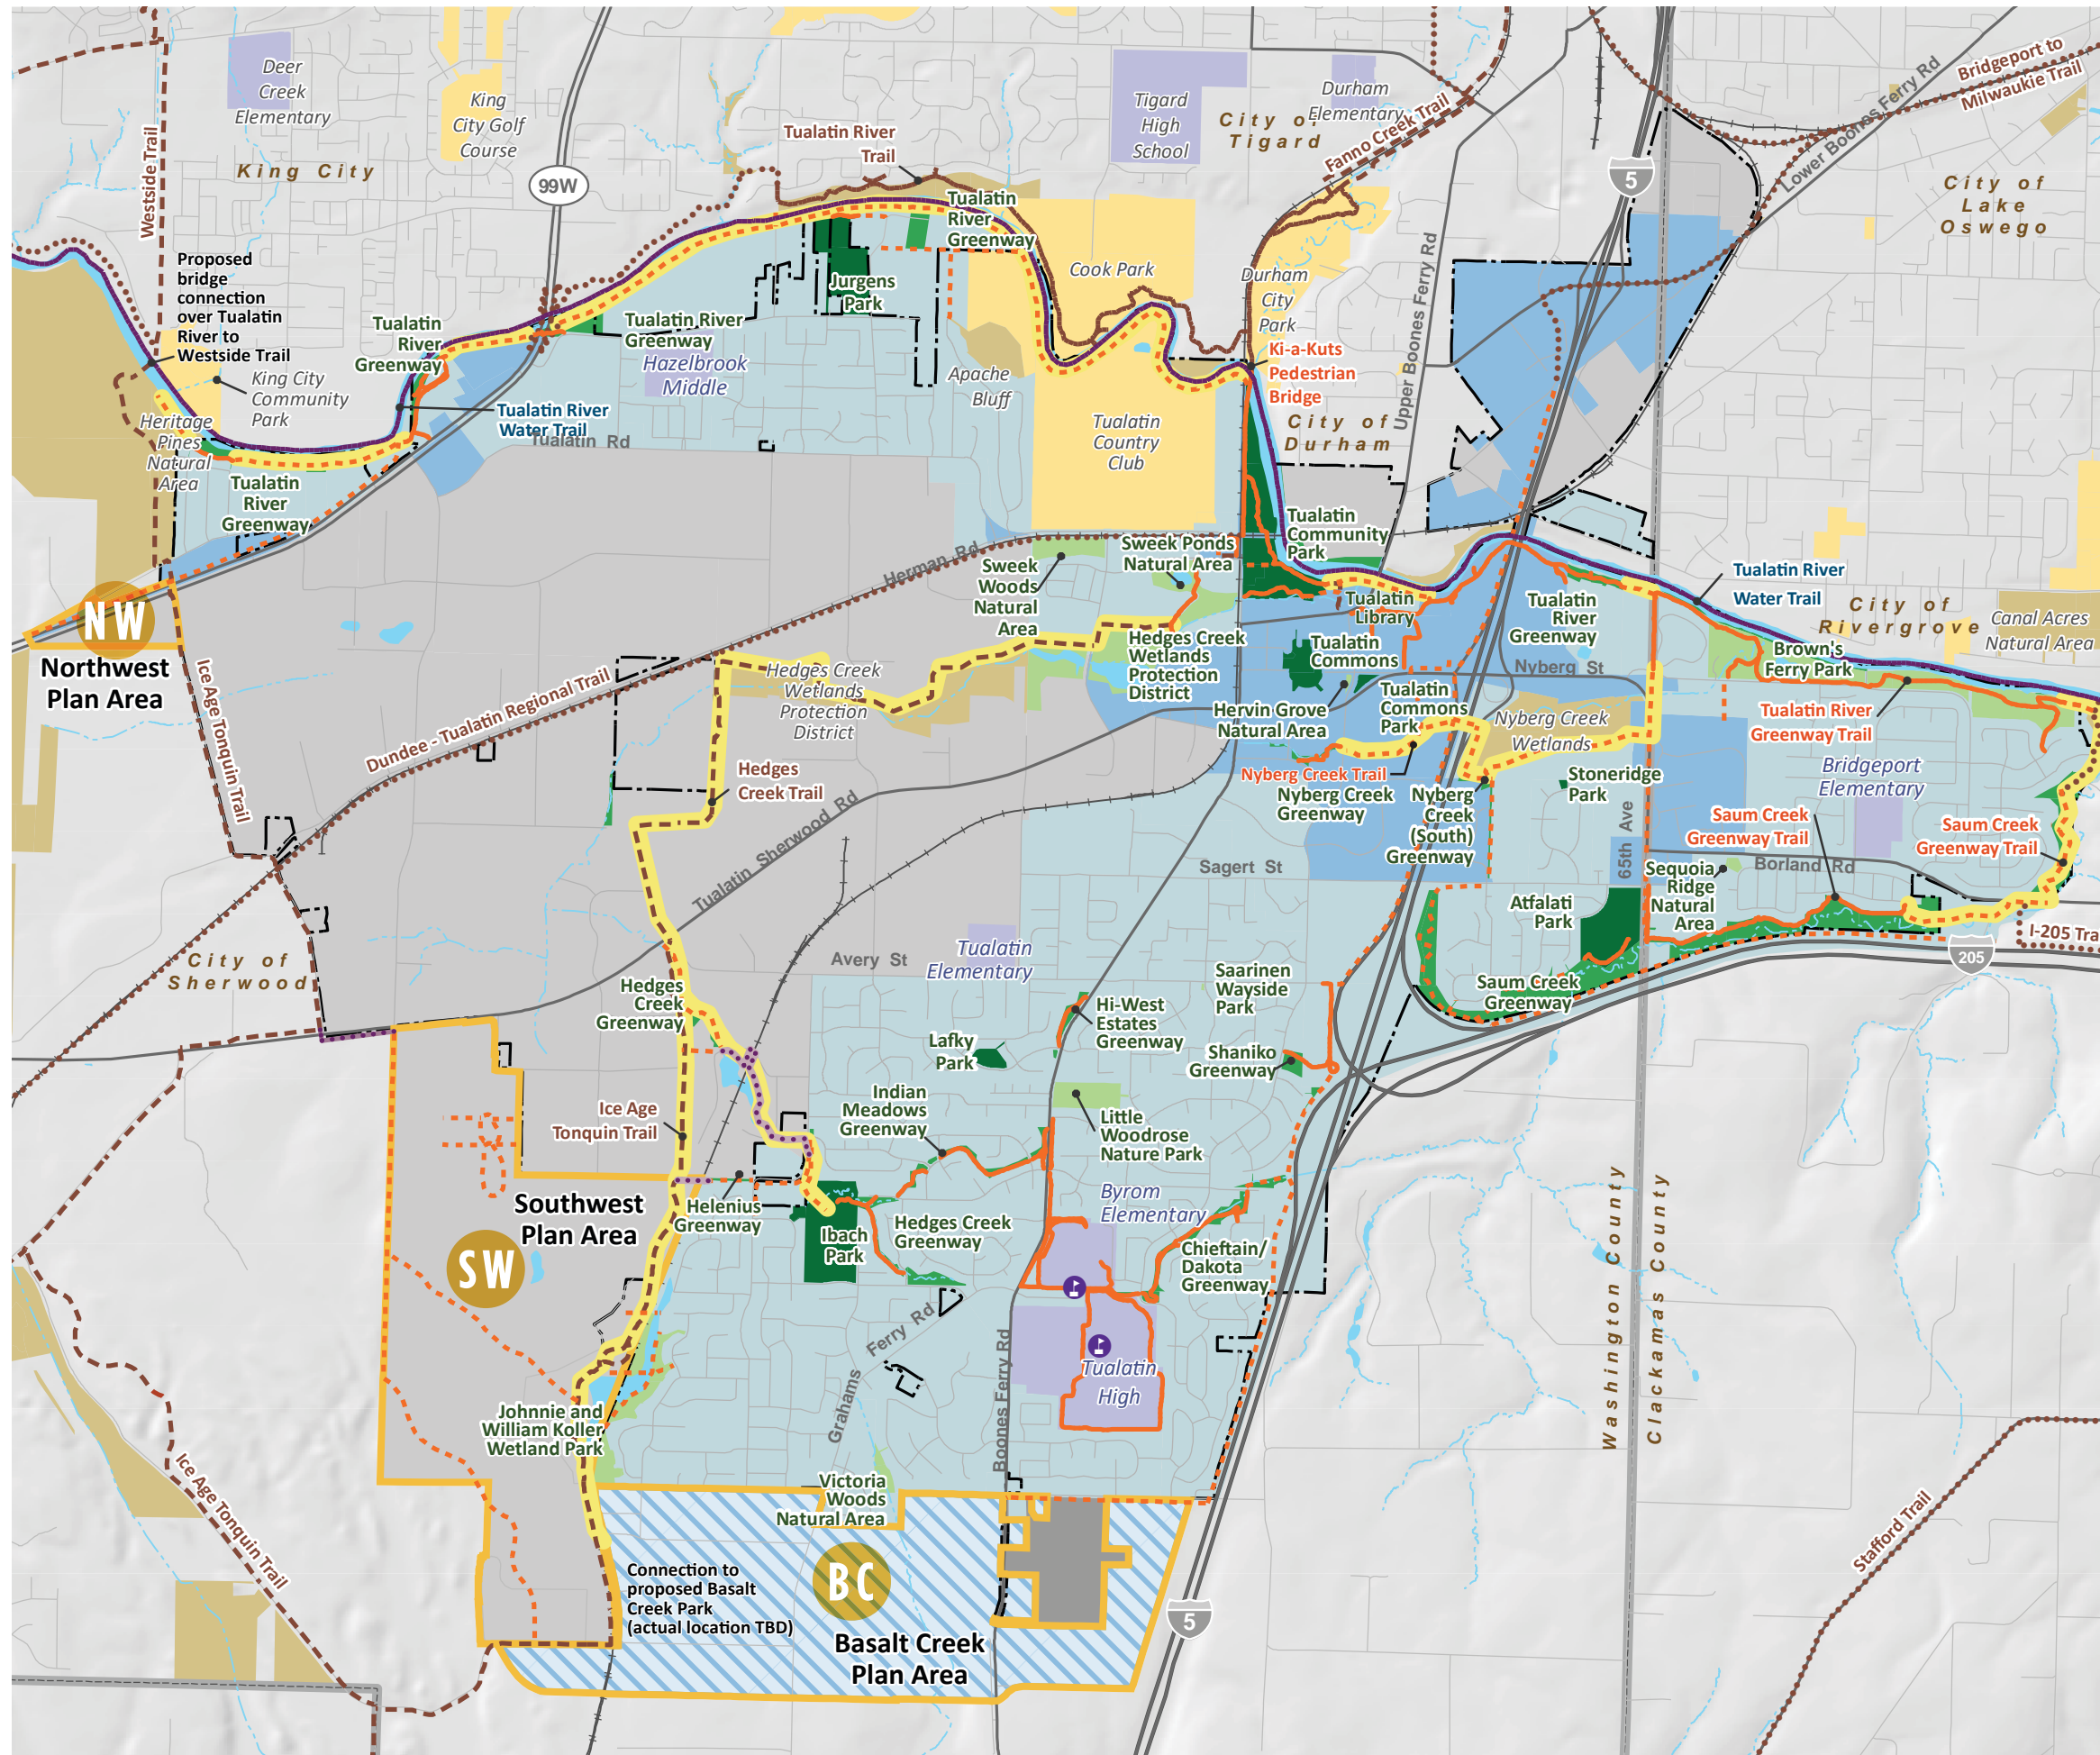 Deer
Creek
Elementary
King
City Golf
Course
King City
99W
Westside Trail
Tualatin River
Trail
Tigard
High
School
City of
Tigard
Durham
Elementary
Fanno Creek Trail
5
Bridgeport to
Milwaukie Trail
Lower Boones Ferry Rd
City of
Lake
Oswego
Proposed
bridge
connection
over Tualatin
River to
Westside Trail
Tualatin
River
Greenway
King City
Community
Park
Heritage
Pines
Natural
Area
Tualatin
River
Greenway
Tualatin River
Water Trail
Tualatin Rd
Tualatin River
Greenway
Hazelbrook
Middle
Jurgens
Park
Tualatin
River
Greenway
Cook Park
Apache
Bluff
Tualatin
Country
Club
Durham
City
Park
Ki-a-Kuts
Pedestrian
Bridge
City of
Durham
Upper Boones Ferry Rd
NW
Northwest
Plan Area
Ice Age Tonquin Trail
Dundee - Tualatin Regional Trail
Herman Rd
Sweek
Woods
Natural
Area
Sweek Ponds
Natural Area
Tualatin
Community
Park
Tualatin
Library
Tualatin
Commons
Hedges Creek
Wetlands
Protection
District
Hedges Creek
Wetlands
Protection
District
Hervin Grove
Natural Area
Tualatin
Commons
Park
Tualatin
River
Greenway
Nyberg St
Nyberg Creek
Wetlands
Nyberg Creek Trail
Nyberg Creek
Greenway
Nyberg
Creek
(South)
Greenway
Stoneridge
Park
Tualatin River
Water Trail
City of
Rivergrove
Canal Acres
Natural Area
Brown's
Ferry Park
Tualatin River
Greenway Trail
Bridgeport
Elementary
Saum Creek
Greenway Trail
Saum Creek
Greenway Trail
65th Ave
Borland Rd
Sequoia
Ridge
Natural
Area
Atfalati
Park
Saum Creek
Greenway
205
I-205 Tra
Hedges
Creek Trail
Tualatin Sherwood Rd
Sagert St
Avery St
Tualatin
Elementary
City of
Sherwood
Hedges
Creek
Greenway
Lafky
Park
Hi-West
Estates
Greenway
Saarinen
Wayside
Park
Shaniko
Greenway
Indian
Meadows
Greenway
Little
Woodrose
Nature Park
Ice Age
Tonquin Trail
Helenius
Greenway
Southwest
Plan Area
SW
Ibach
Park
Hedges Creek
Greenway
Byrom
Elementary
Chieftain/
Dakota
Greenway
Grahams Ferry Rd
Boones Ferry Rd
Tualatin
High
Washington County
Clackamas County
Johnnie and
William Koller
Wetland Park
Victoria
Woods
Natural Area
Ice Age Tonquin Trail
Connection to
proposed Basalt
Creek Park
(actual location TBD)
BC
Basalt Creek
Plan Area
5
Stafford Trail